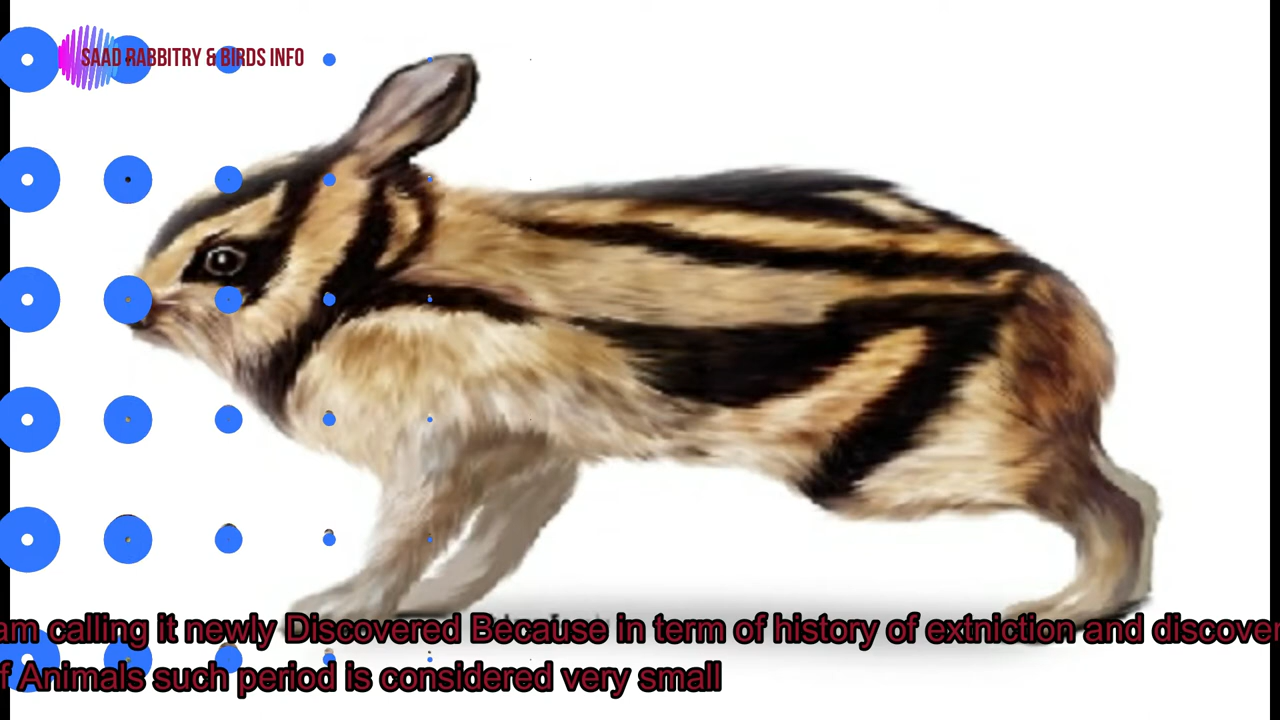 SAAD RABBITRY & BIRDS INFO
am calling it newly Discovered Because in term of history of extniction and discover
f Animals such period is considered very small